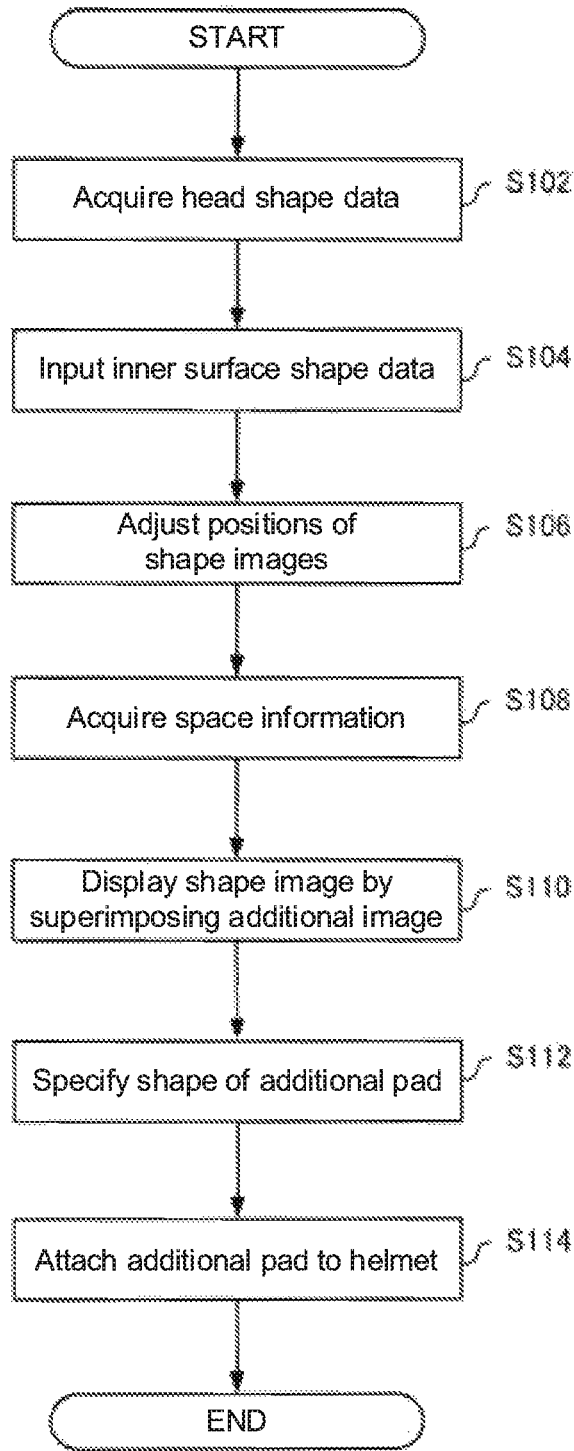 START
Acquire head shape data
S102
Input inner surface shape data
S104
Adjust positions of
shape images
S106
Acquire space information
S108
Display shape image by
superimposing additional image
S110
Specify shape of additional pad
S112
Attach additional pad to helmet
S114
END